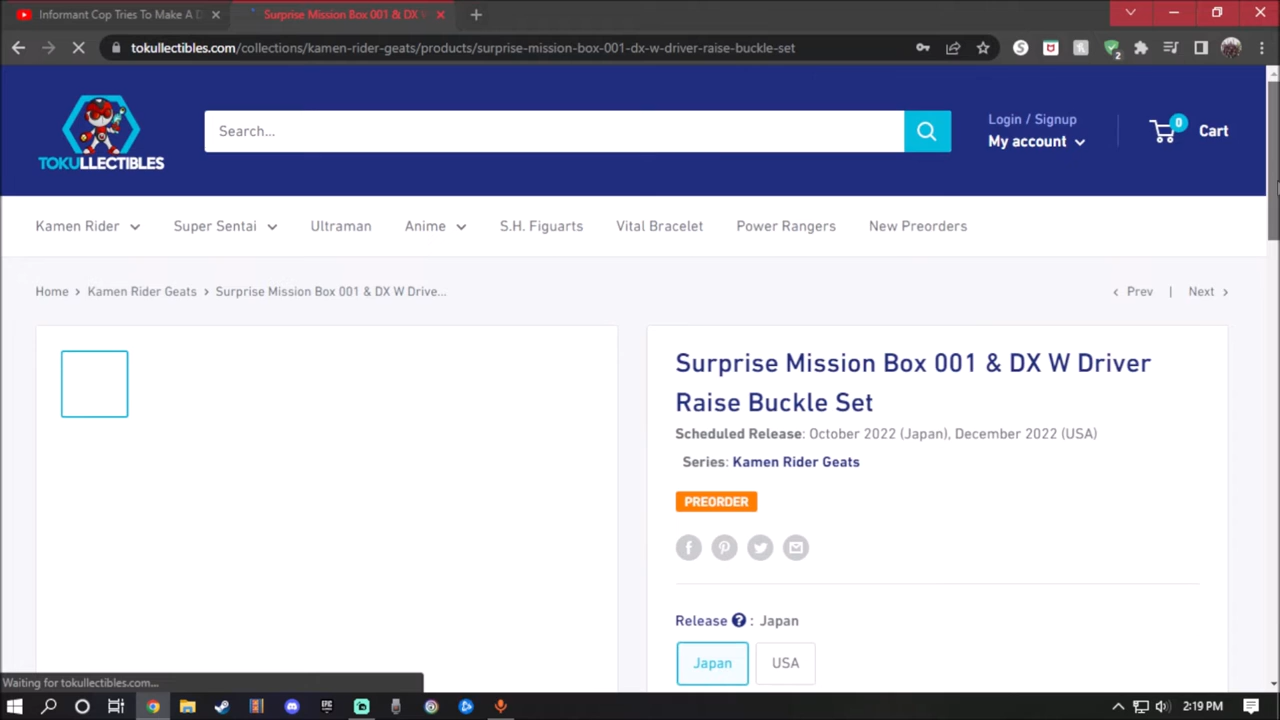 Informant Cop Tries To Make A D
Surprise Mission Box 001 & DX W
tokullectibles.com/collections/kamen-rider-geats/products/surprise-mission-box-001-dx-w-driver-raise-buckle-set
2
TOKULLECTIBLES
Search...
Login / Signup
My account
0
Cart
Kamen Rider
Super Sentai
Ultraman
Anime
S.H. Figuarts
Vital Bracelet
Power Rangers
New Preorders
Home > Kamen Rider Geats > Surprise Mission Box 001 & DX W Drive...
< Prev | Next >
Surprise Mission Box 001 & DX W Driver
Raise Buckle Set
Scheduled Release: October 2022 (Japan), December 2022 (USA)
Series: Kamen Rider Geats
PREORDER
Release ? : Japan
Japan
USA
Waiting for tokullectibles.com...
2:19 PM